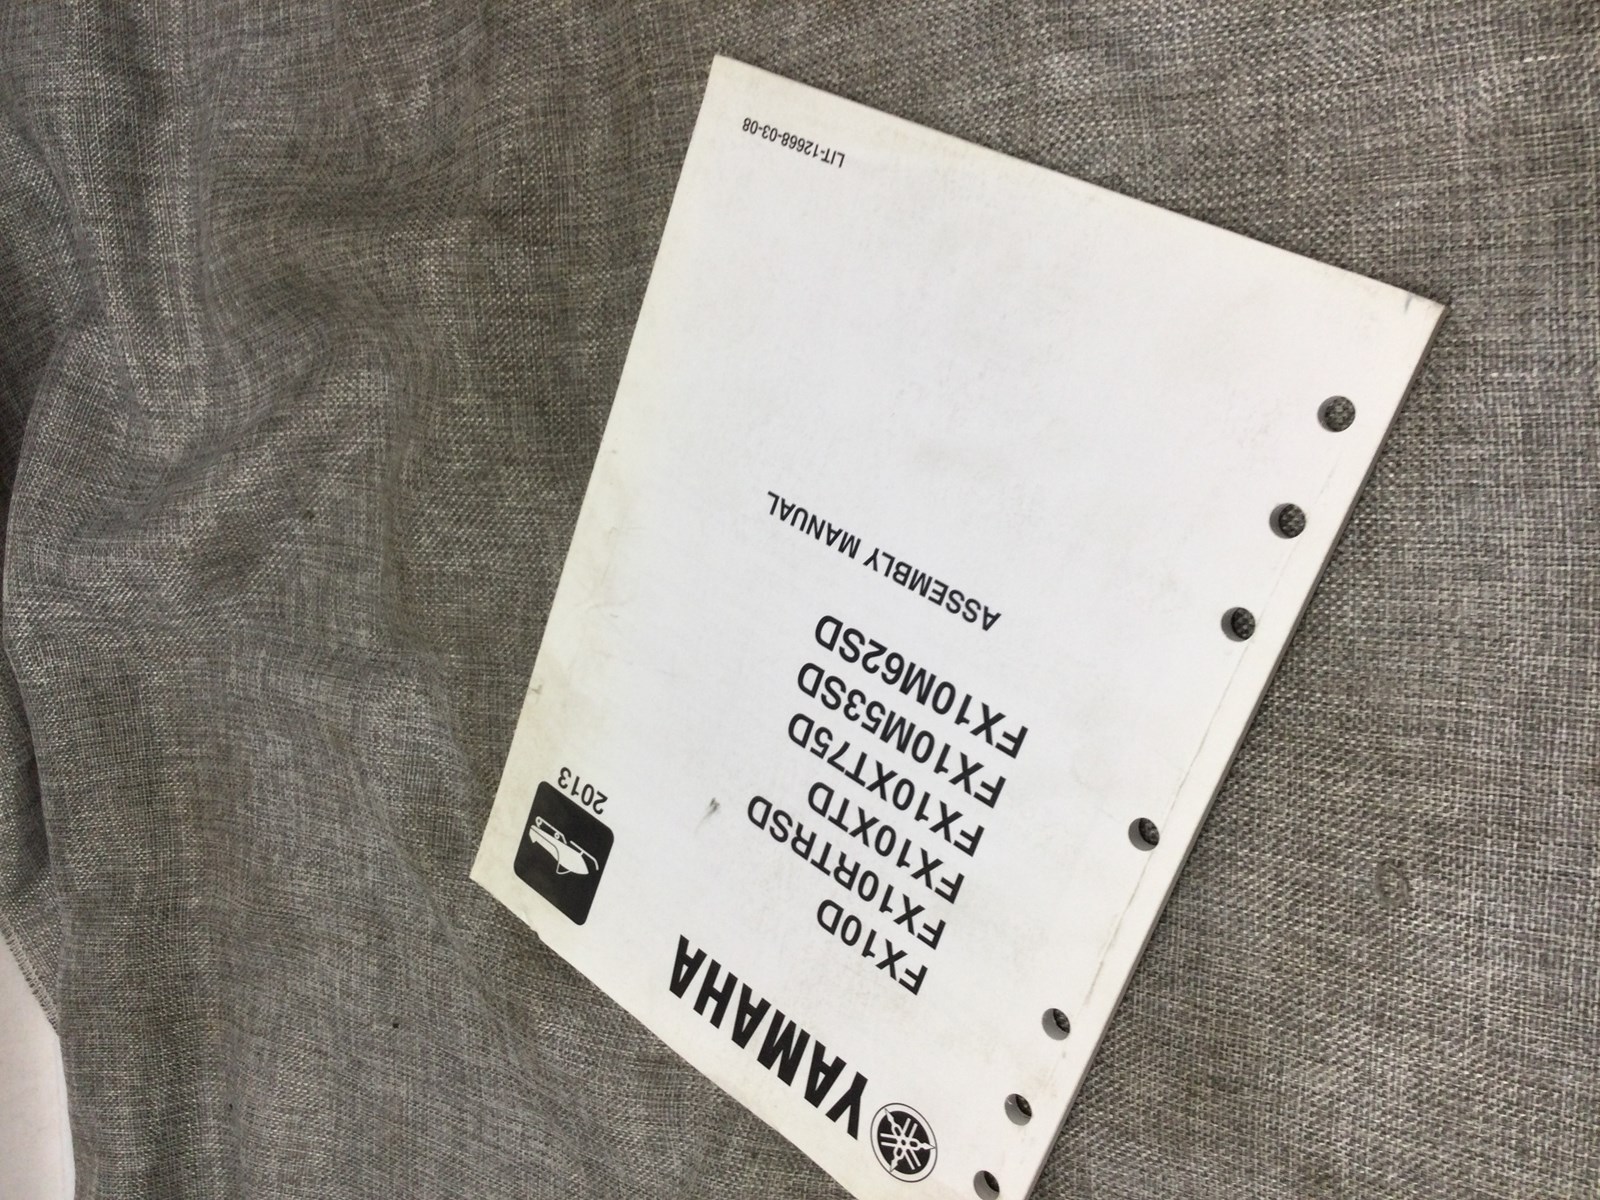 YAMAHA
2013
FX10D
FX10RTRSD
FX10XTD
FX10XT75D
FX10M53SD
FX10M62SD
ASSEMBLY MANUAL
LIT-12668-03-08